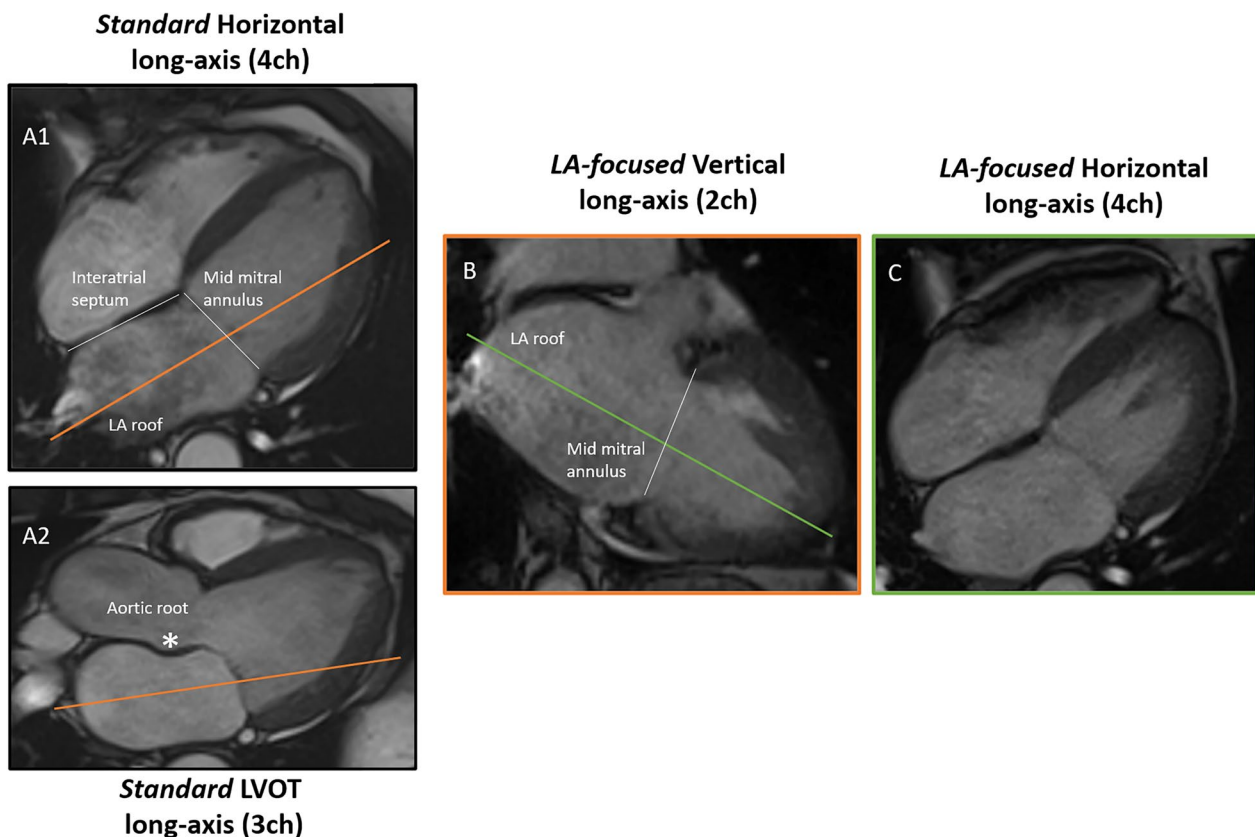 Standard Horizontal
long-axis (4ch)
A1
Interatrial
septum
Mid mitral
annulus
LA roof
A2
Aortic root
*
Standard LVOT
long-axis (3ch)
LA-focused Vertical
long-axis (2ch)
B
LA roof
Mid mitral
annulus
LA-focused Horizontal
long-axis (4ch)
C